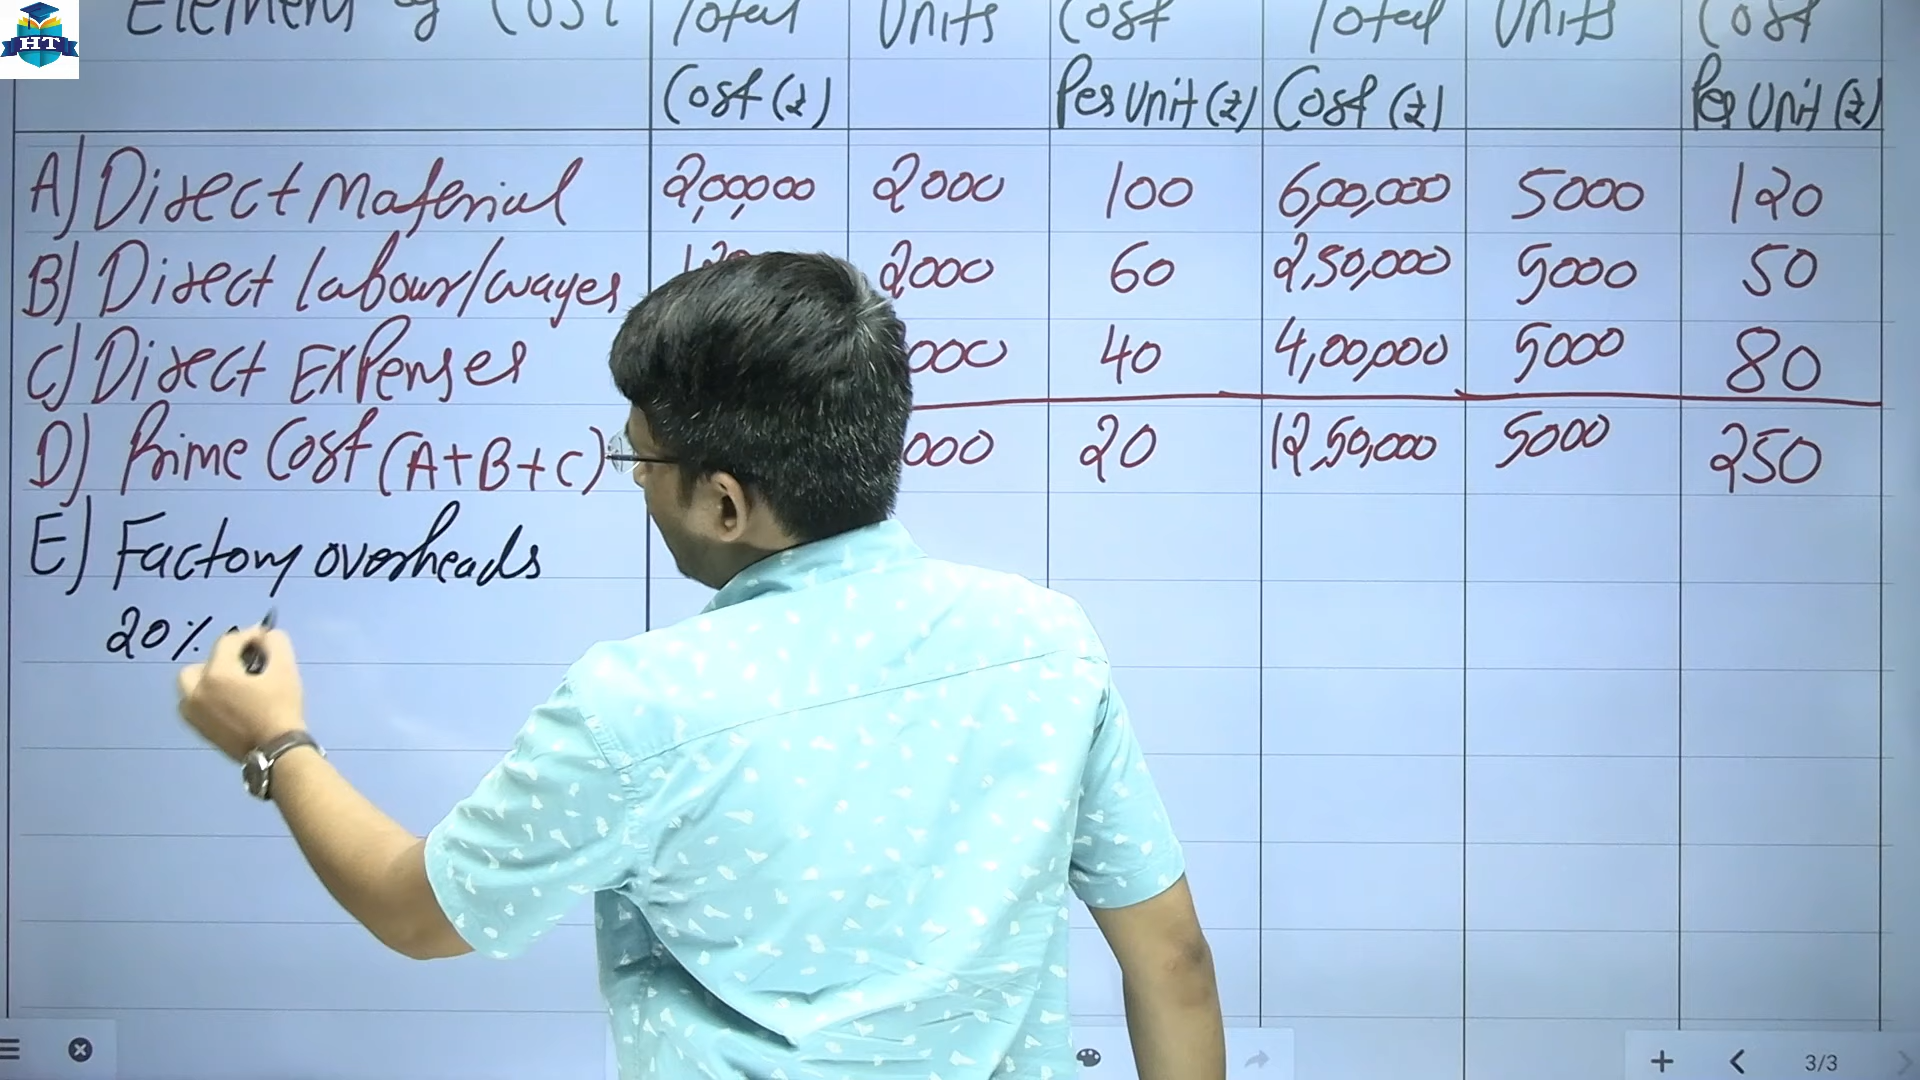 HT
Element of Cost Total Units Cost Total Units Cost
Cost (₹) Per Unit (₹) Cost (₹) Per Unit (₹)
A) Direct Material 2,00,000 2000 100 6,00,000 5000 120
B) Direct labour/wages 2000 60 2,50,000 5000 50
C) Direct Expenses 000 40 4,00,000 5000 80
D) Prime Cost (A+B+C) 000 20 12,50,000 5000 250
E) Factory overheads
20%
3/3